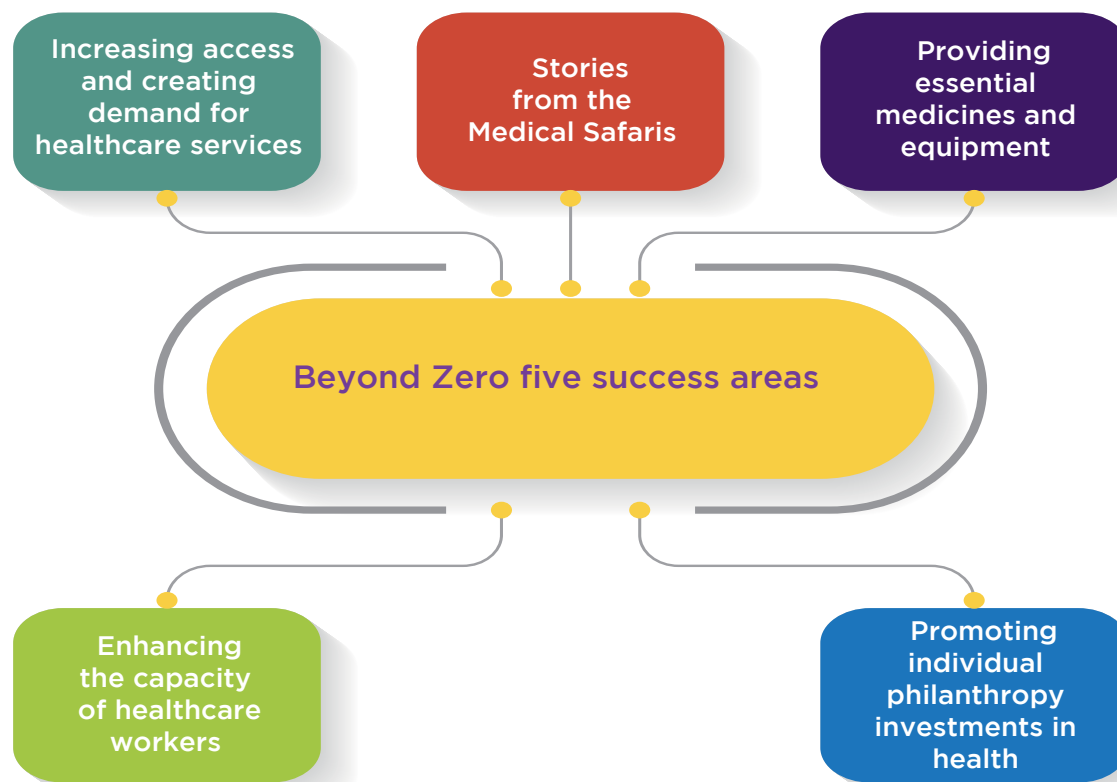 Increasing access
and creating
demand for
healthcare services
Stories
from the
Medical Safaris
Providing
essential
medicines and
equipment
Beyond Zero five success areas
Enhancing
the capacity
of healthcare
workers
Promoting
individual
philanthropy
investments in
health